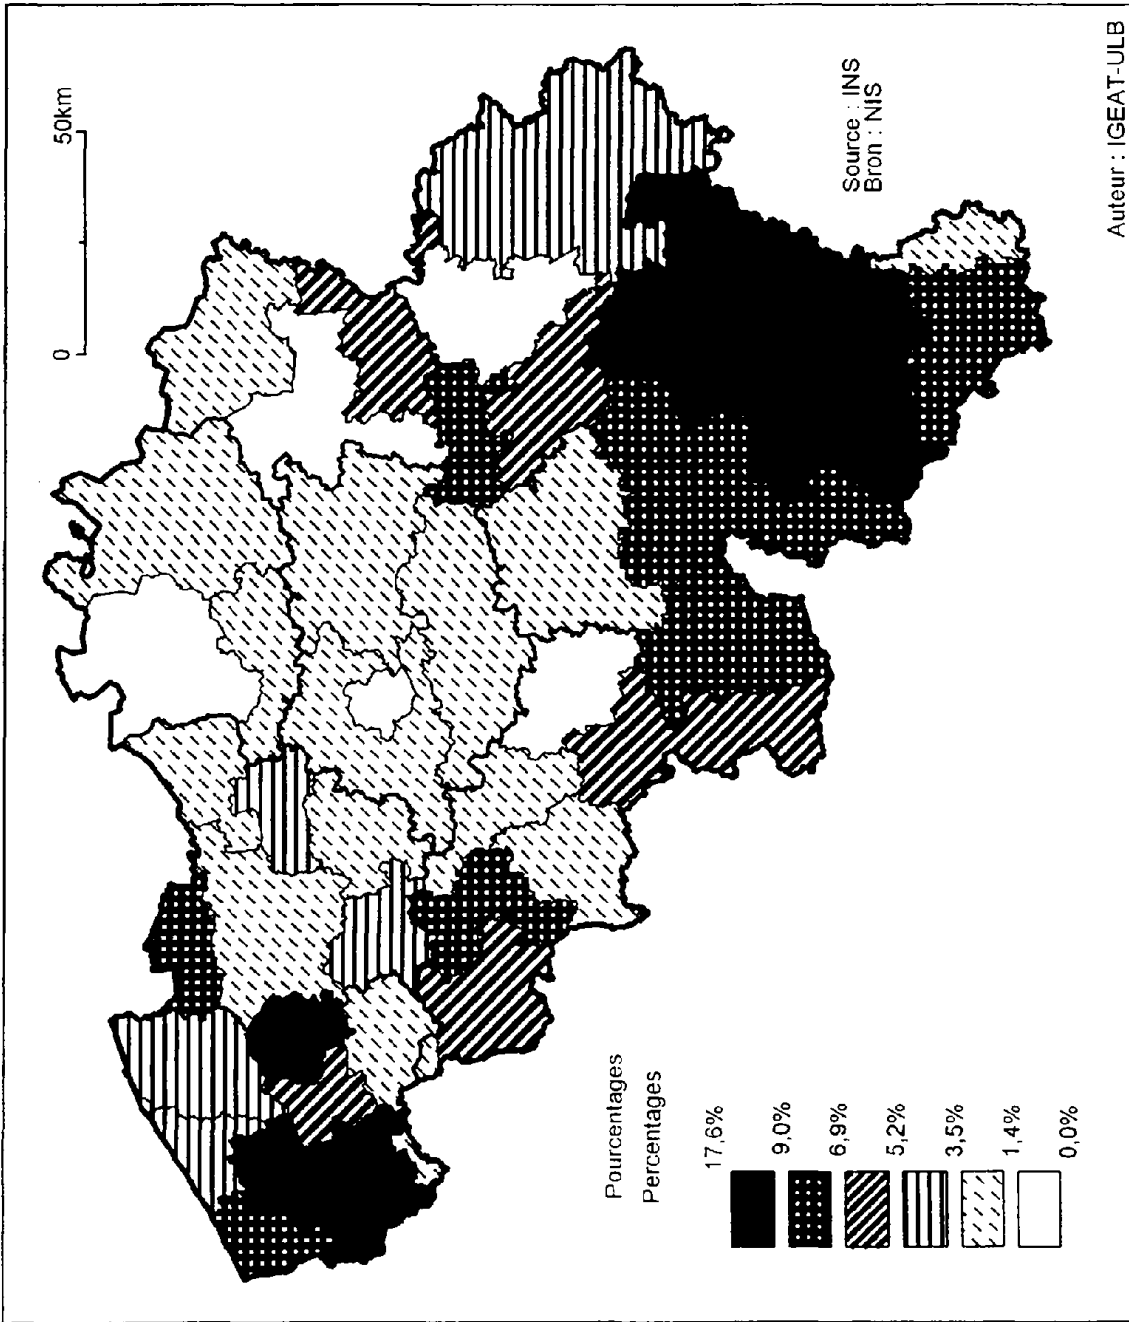 0 50km
Source : INS
Bron : NIS
Pourcentages
Percentages
17,6%
9,0%
6,9%
5,2%
3,5%
1,4%
0,0%
Auteur : IGEAT-ULB